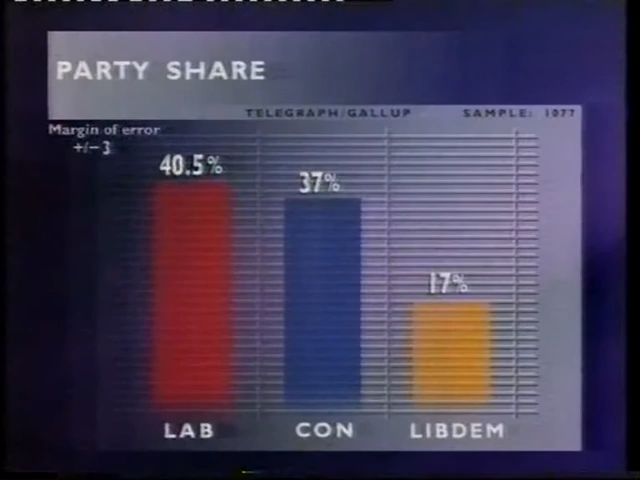 PARTY SHARE
TELEGRAPH/GALLUP SAMPLE: 1077
Margin of error
+/-3
40.5%
37%
17%
LAB CON LIBDEM